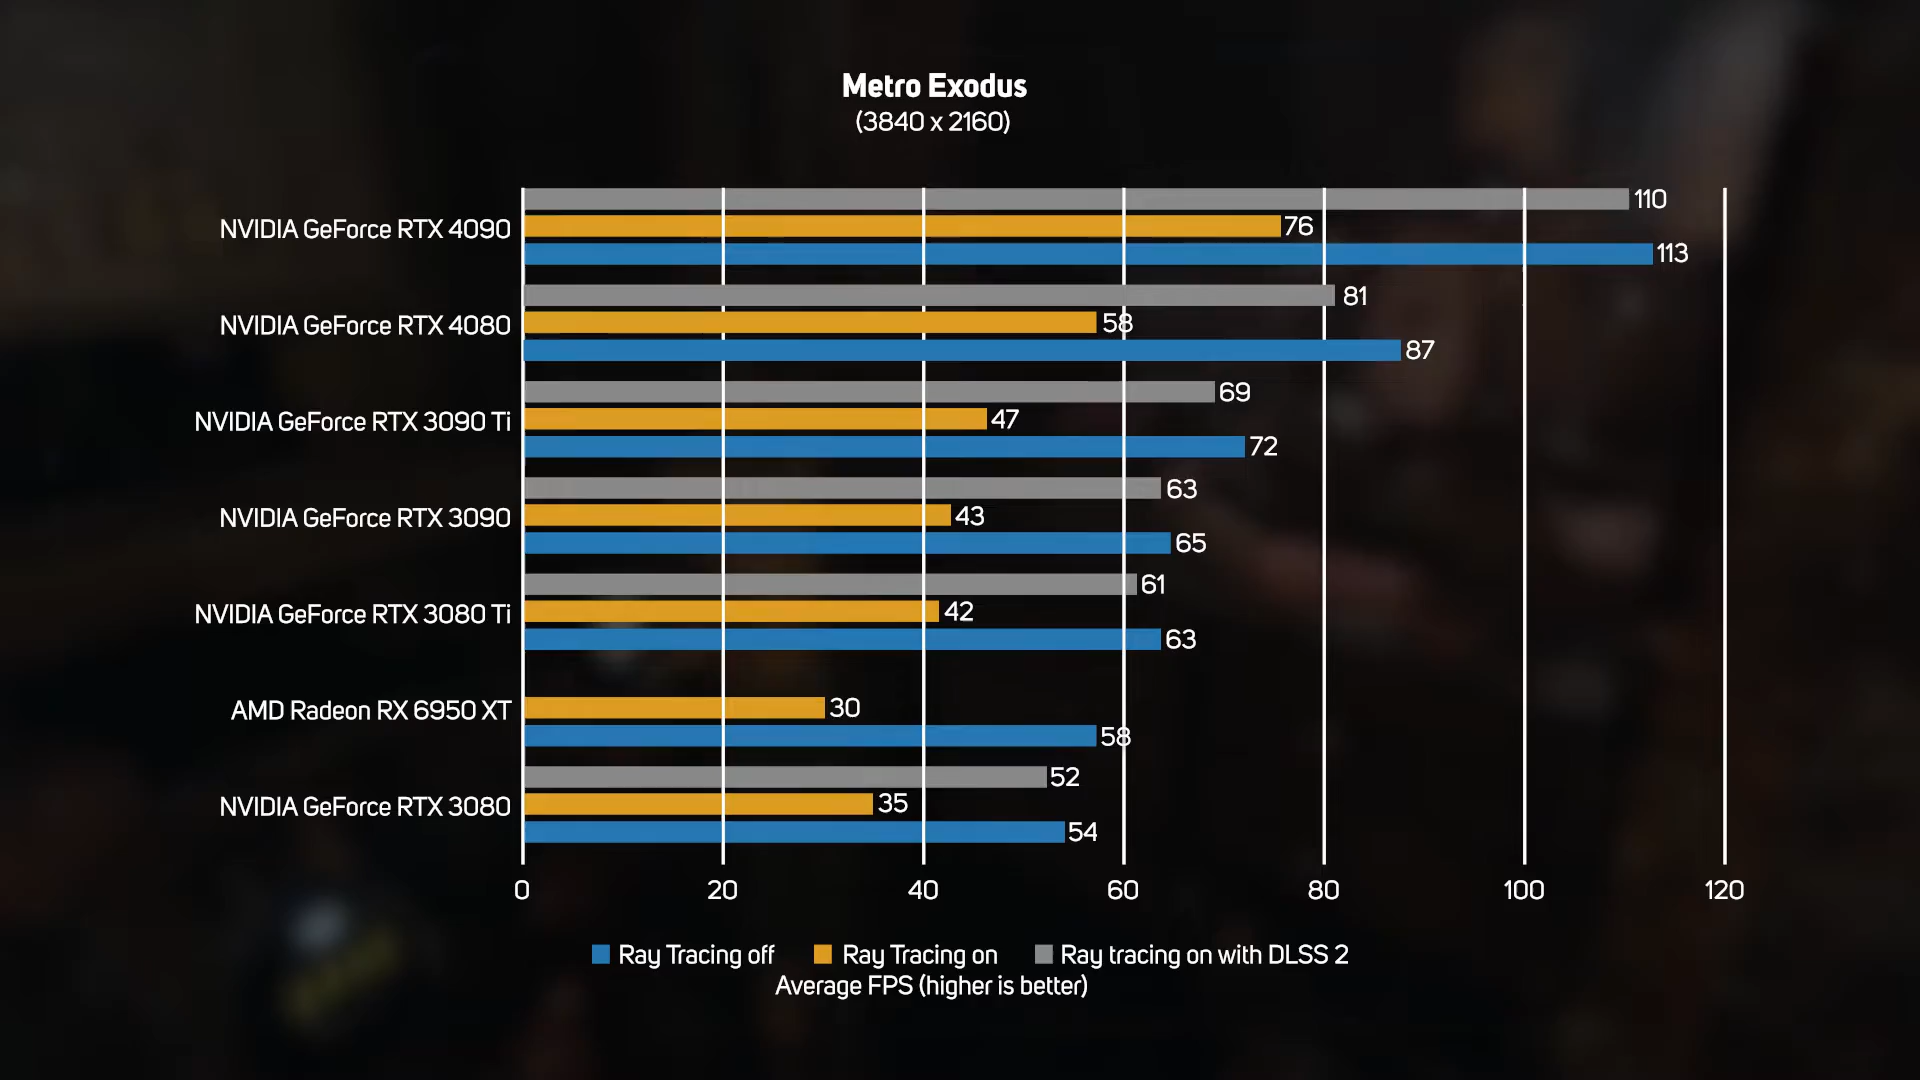 Metro Exodus
(3840 x 2160)
110
NVIDIA GeForce RTX 4090
76
113
81
NVIDIA GeForce RTX 4080
58
87
69
NVIDIA GeForce RTX 3090 Ti
47
72
63
NVIDIA GeForce RTX 3090
43
65
61
NVIDIA GeForce RTX 3080 Ti
42
63
AMD Radeon RX 6950 XT
30
58
52
NVIDIA GeForce RTX 3080
35
54
0 20 40 60 80 100 120
Ray Tracing off Ray Tracing on Ray tracing on with DLSS 2
Average FPS (higher is better)